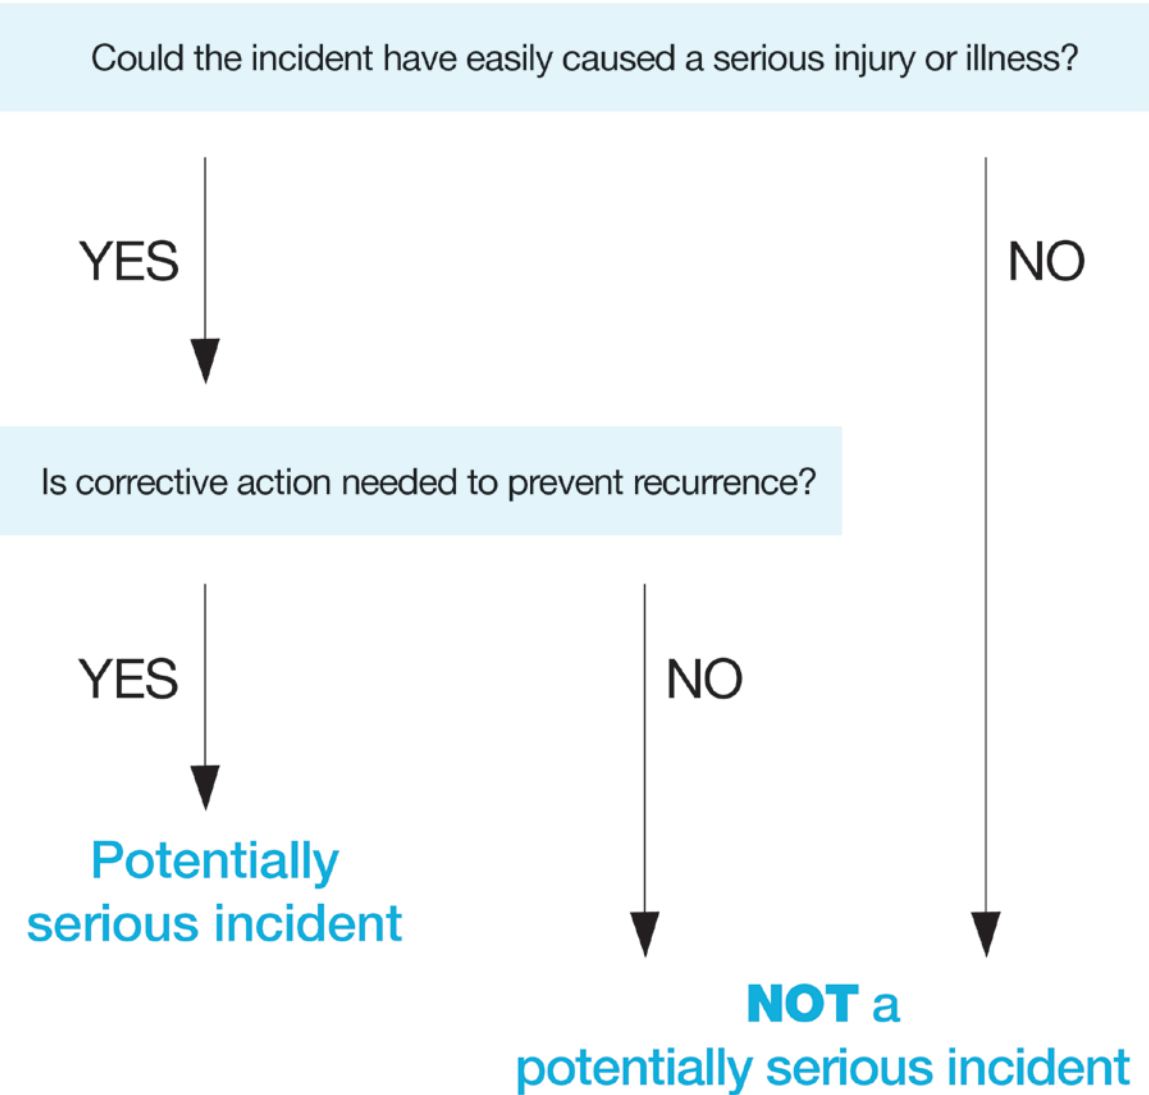 Could the incident have easily caused a serious injury or illness?
YES
NO
Is corrective action needed to prevent recurrence?
YES
NO
Potentially
serious incident
NOT a
potentially serious incident